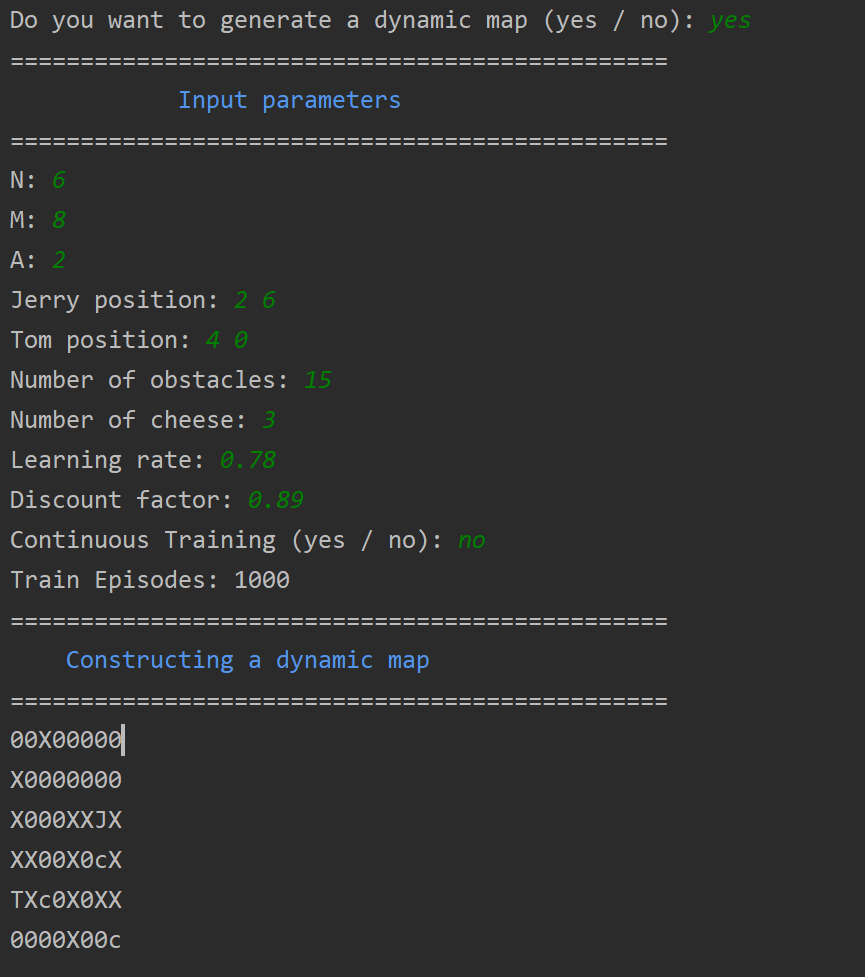 Do you want to generate a dynamic map (yes / no): yes
===============================================
Input parameters
===============================================
N: 6
M: 8
A: 2
Jerry position: 2 6
Tom position: 4 0
Number of obstacles: 15
Number of cheese: 3
Learning rate: 0.78
Discount factor: 0.89
Continuous Training (yes / no): no
Train Episodes: 1000
===============================================
Constructing a dynamic map
===============================================
00X00000
X0000000
X000XXJX
XX00X0cX
TXc0X0XX
0000X00c